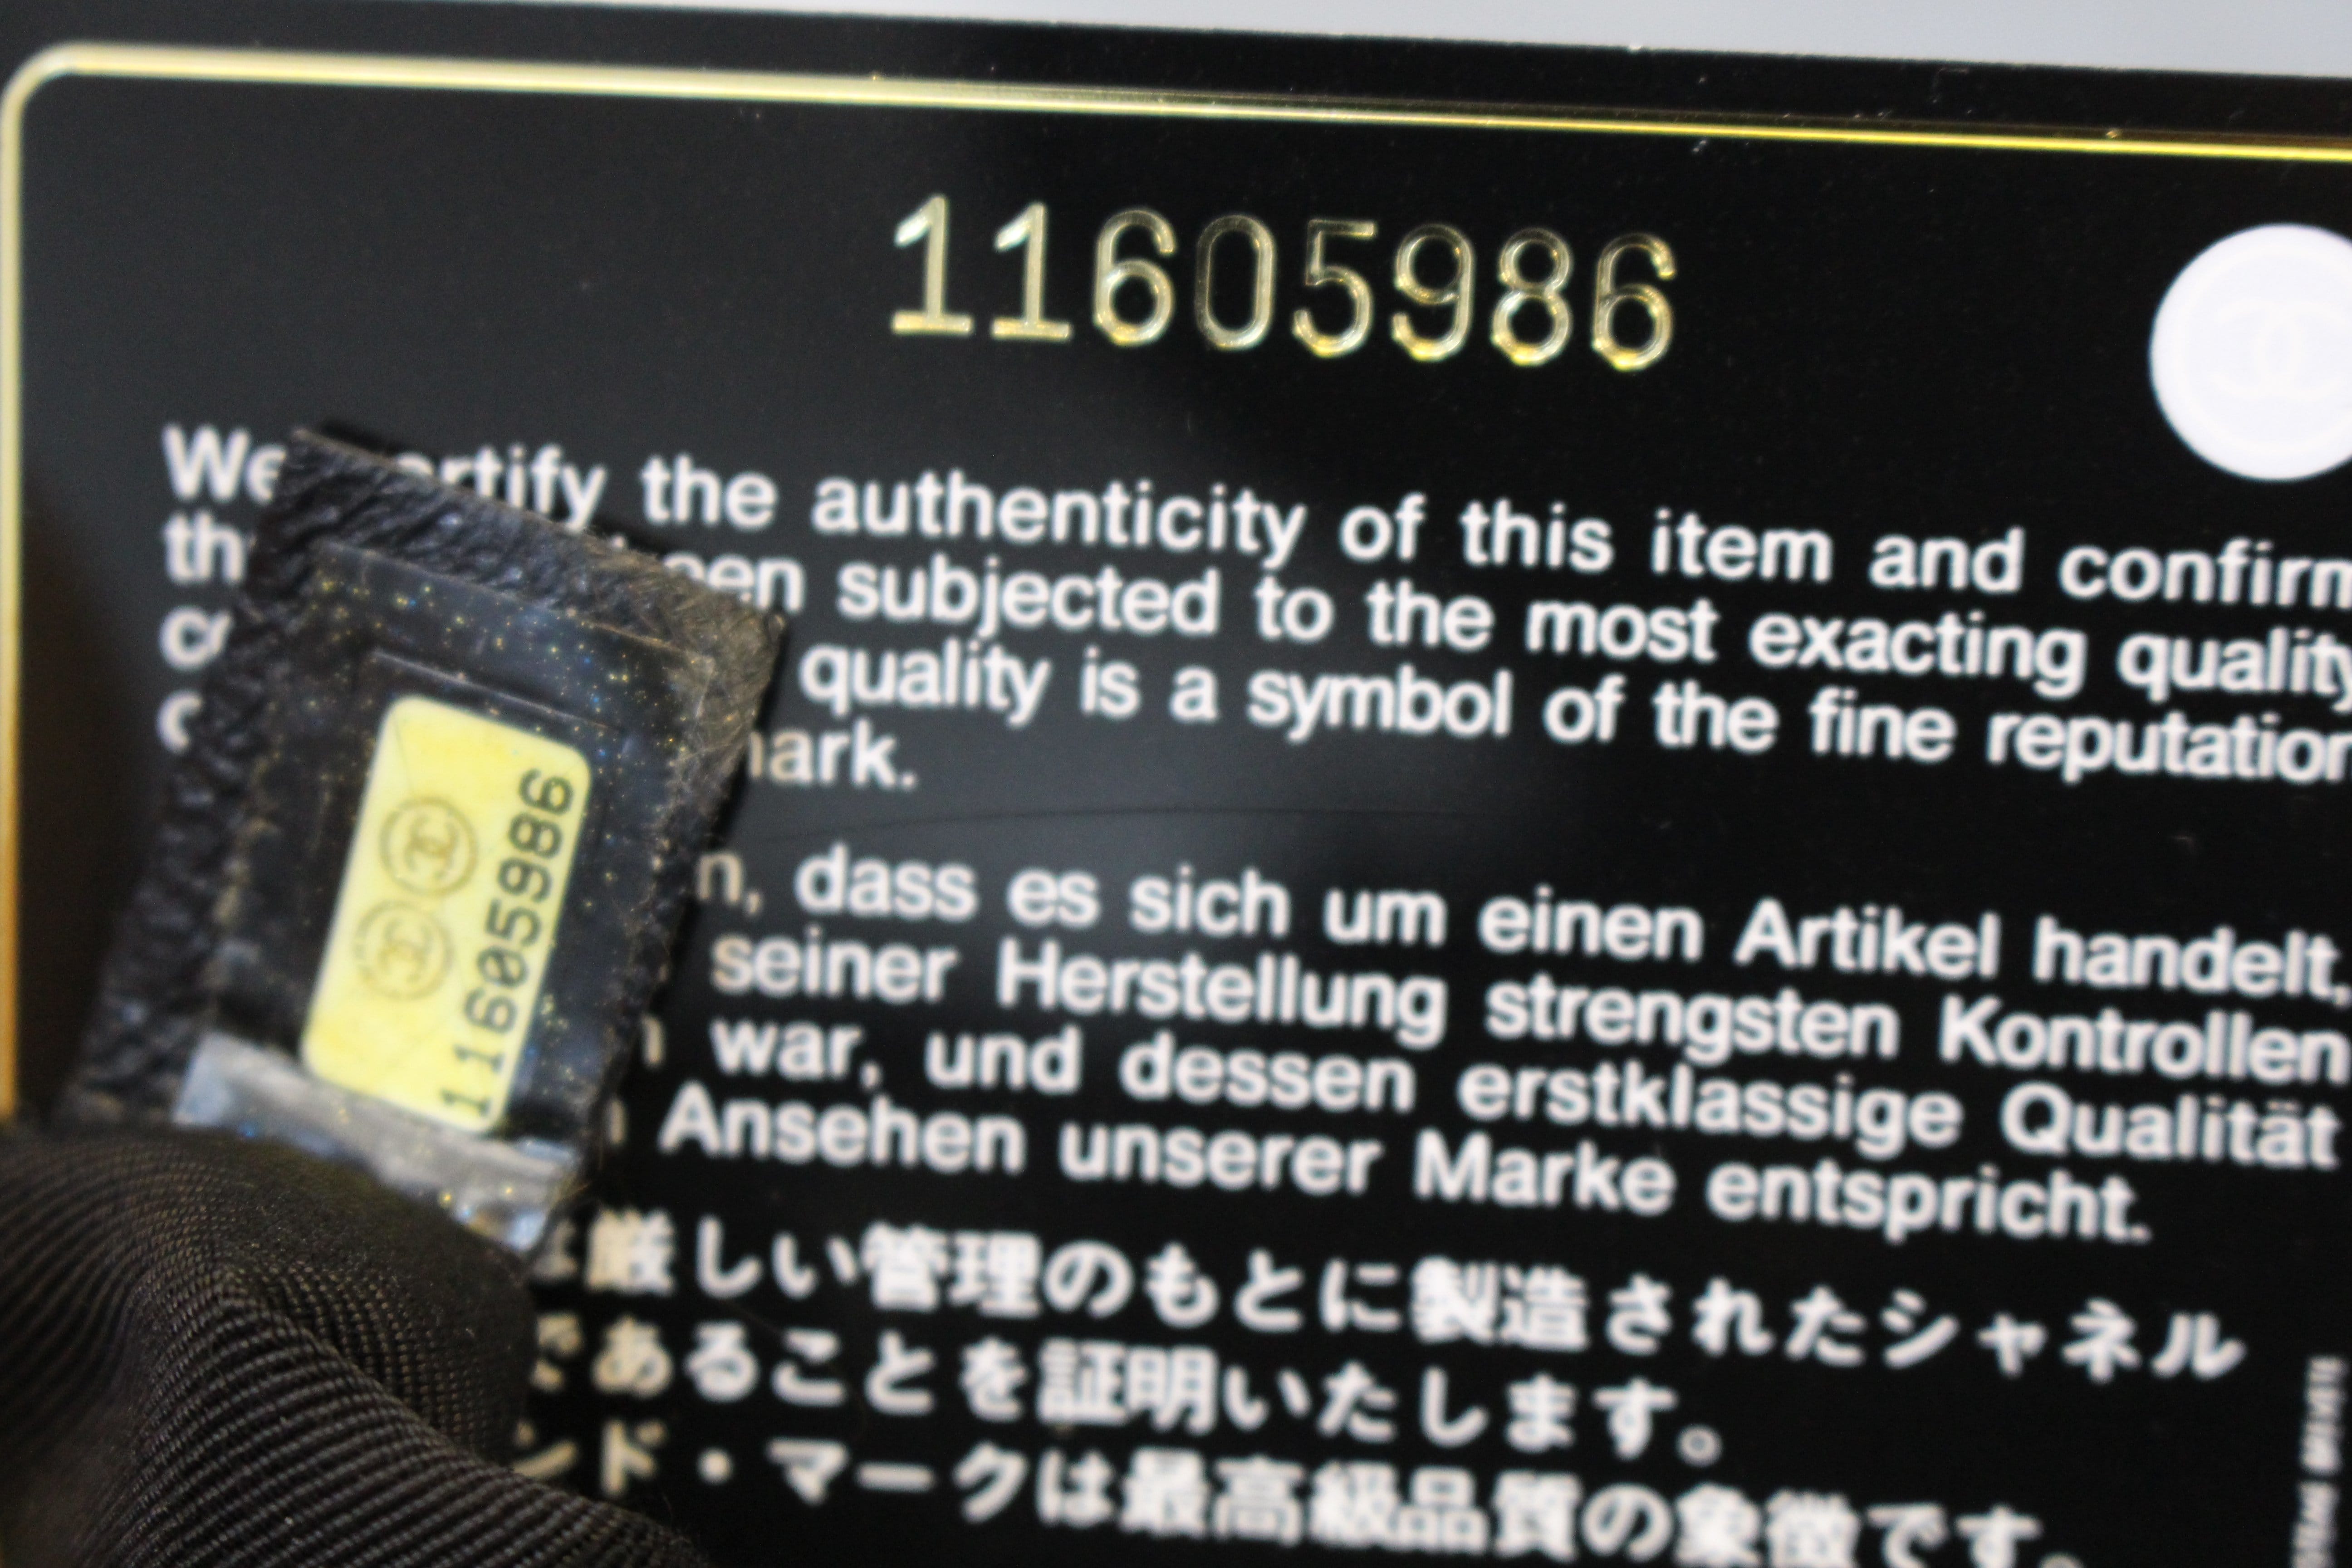 11605986
We the authenticity of this item and confirm
subjected to the most exacting quality
quality is a symbol of the fine reputation
11605986
dass es sich um einen Artikel handelt,
seiner Herstellung strengsten Kontrollen
war, und dessen erstklassige Qualität
Ansehen unserer Marke entspricht.
厳しい管理のもとに製造されたシャネル
であることを証明いたします。
ンド・マークは最高級品質の象徴です。